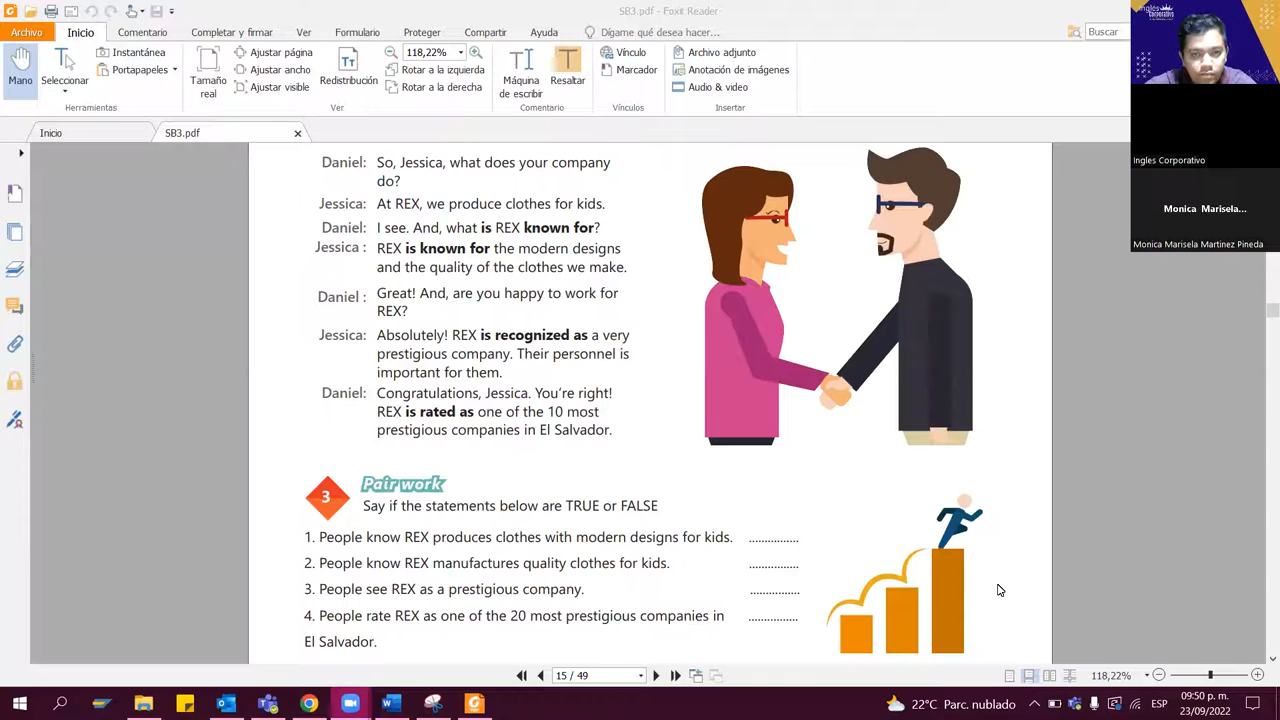 SB3.pdf - Foxit Reader
Archivo Inicio Comentario Completar y firmar Ver Formulario Proteger Compartir Ayuda Dígame qué desea hacer... Buscar
Mano
Seleccionar
Instantánea
Portapapeles
Herramientas
Tamaño real
Ajustar página
Ajustar ancho
Ajustar visible
Redistribución
118,22%
Rotar a la izquierda
Rotar a la derecha
Ver
Máquina de escribir
Resaltar
Comentario
Vínculo
Marcador
Vínculos
Archivo adjunto
Anotación de imágenes
Audio & video
Insertar
Inicio SB3.pdf
Daniel: So, Jessica, what does your company
do?
Jessica: At REX, we produce clothes for kids.
Daniel: I see. And, what is REX known for?
Jessica : REX is known for the modern designs
and the quality of the clothes we make.
Daniel : Great! And, are you happy to work for
REX?
Jessica: Absolutely! REX is recognized as a very
prestigious company. Their personnel is
important for them.
Daniel: Congratulations, Jessica. You're right!
REX is rated as one of the 10 most
prestigious companies in El Salvador.
3 Pair work
Say if the statements below are TRUE or FALSE
1. People know REX produces clothes with modern designs for kids. ...............
2. People know REX manufactures quality clothes for kids. ...............
3. People see REX as a prestigious company. ...............
4. People rate REX as one of the 20 most prestigious companies in ...............
El Salvador.
Inglés
Corporativo
Ingles Corporativo
Monica Marisela...
Monica Marisela Martinez Pineda
15 / 49
118,22%
22°C Parc. nublado
ESP
09:50 p. m.
23/09/2022